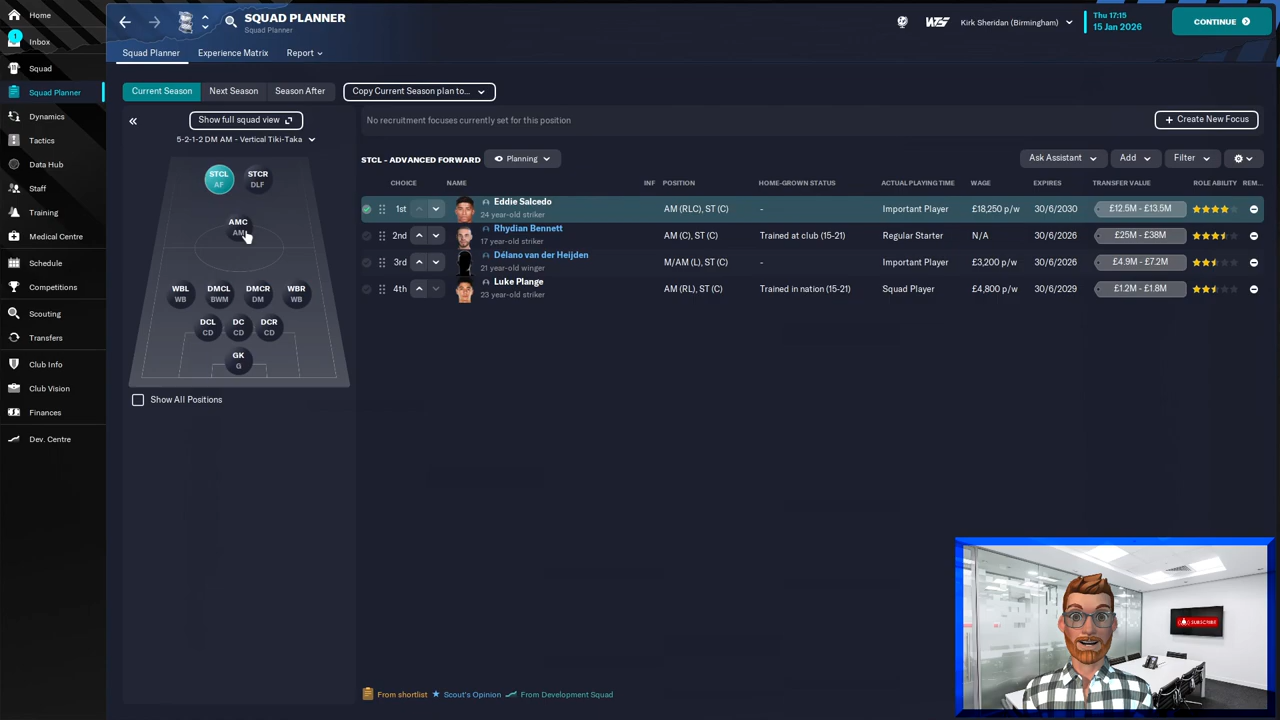 Home
1
Inbox
Squad
Squad Planner
Dynamics
Tactics
Data Hub
Staff
Training
Medical Centre
Schedule
Competitions
Scouting
Transfers
Club Info
Club Vision
Finances
Dev. Centre
SQUAD PLANNER
Squad Planner
Kirk Sheridan (Birmingham)
Thu 17:15
15 Jan 2026
CONTINUE
Squad Planner Experience Matrix Report
Current Season Next Season Season After Copy Current Season plan to...
Show full squad view
5-2-1-2 DM AM - Vertical Tiki-Taka
STCL STCR
AF DLF
AMC
AM
WBL DMCL DMCR WBR
WB BWM DM WB
DCL DC DCR
CD CD CD
GK
G
Show All Positions
No recruitment focuses currently set for this position
+ Create New Focus
STCL - ADVANCED FORWARD Planning Ask Assistant Add Filter
CHOICE NAME INF POSITION HOME-GROWN STATUS ACTUAL PLAYING TIME WAGE EXPIRES TRANSFER VALUE ROLE ABILITY REM...
1st Eddie Salcedo AM (RLC), ST (C) - Important Player £18,250 p/w 30/6/2030 £12.5M - £13.5M
24 year-old striker
2nd Rhydian Bennett AM (C), ST (C) Trained at club (15-21) Regular Starter N/A 30/6/2026 £25M - £38M
17 year-old striker
3rd Délano van der Heijden M/AM (L), ST (C) - Important Player £3,200 p/w 30/6/2026 £4.9M - £7.2M
21 year-old winger
4th Luke Plange AM (RL), ST (C) Trained in nation (15-21) Squad Player £4,800 p/w 30/6/2029 £1.2M - £1.8M
23 year-old striker
From shortlist Scout's Opinion From Development Squad
SUBSCRIBE